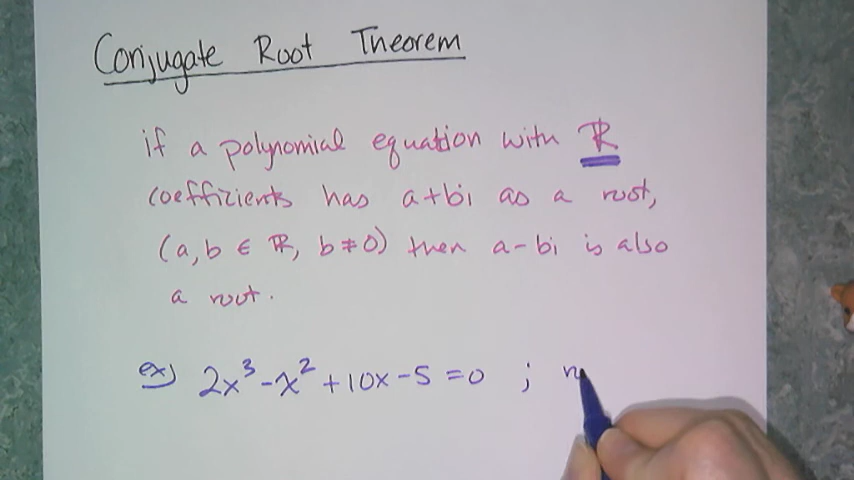 Conjugate Root Theorem
if a polynomial equation with ℝ
coefficients has a+bi as a root,
(a, b ∈ ℝ, b ≠ 0) then a-bi is also
a root.
ex) 2x³ - x² + 10x - 5 = 0 ;